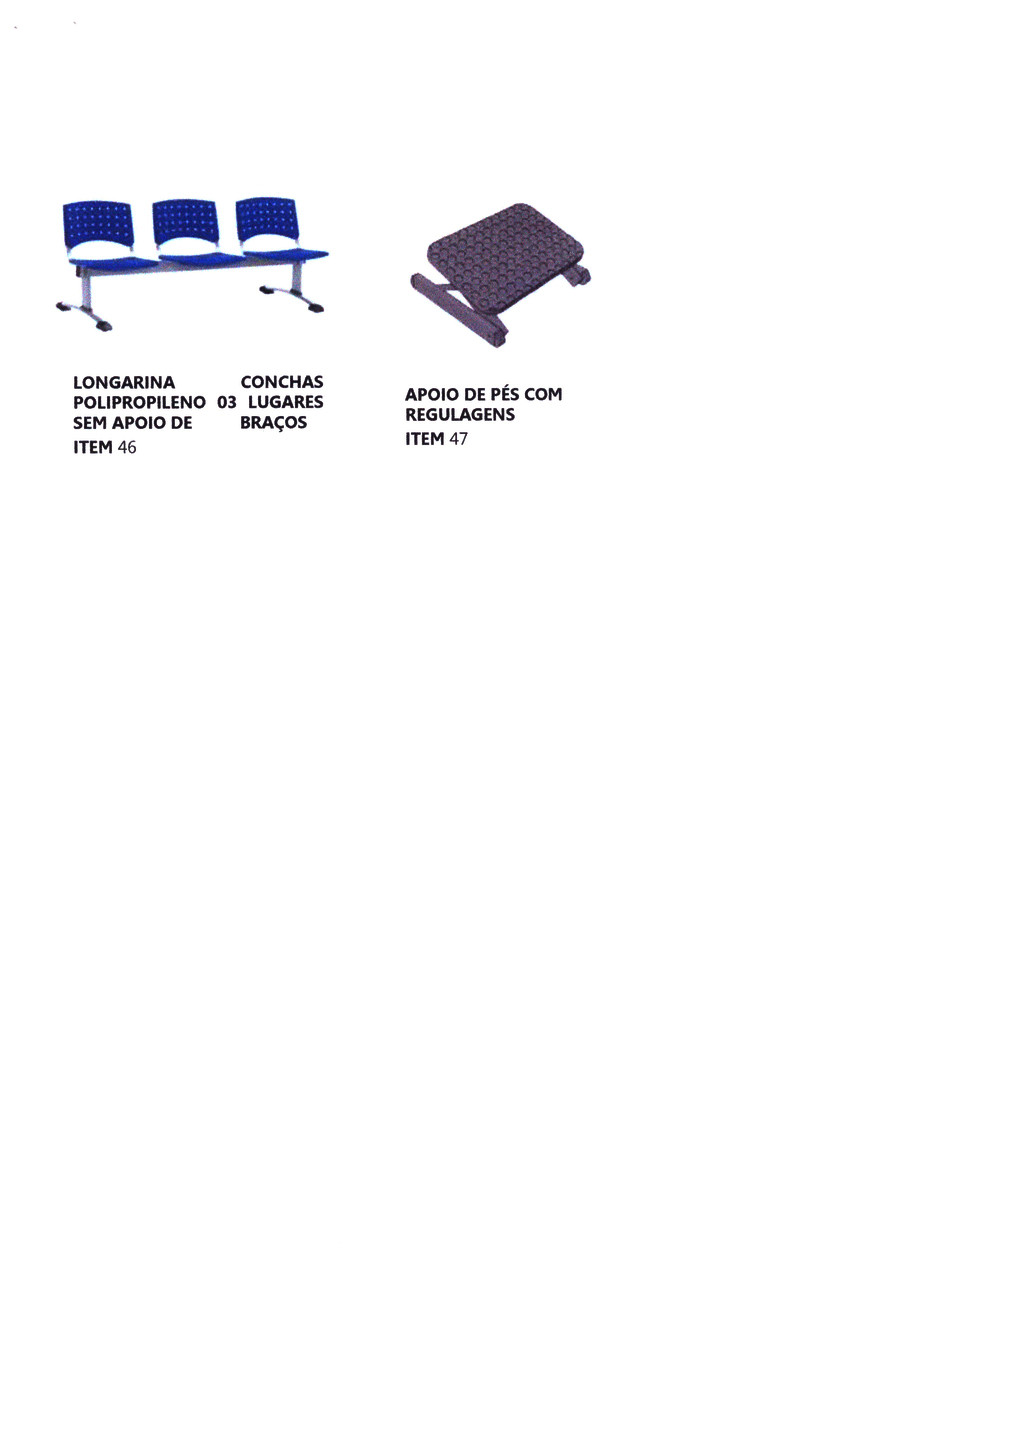 LONGARINA CONCHAS
POLIPROPILENO 03 LUGARES
SEM APOIO DE BRAÇOS
ITEM 46
APOIO DE PÉS COM
REGULAGENS
ITEM 47